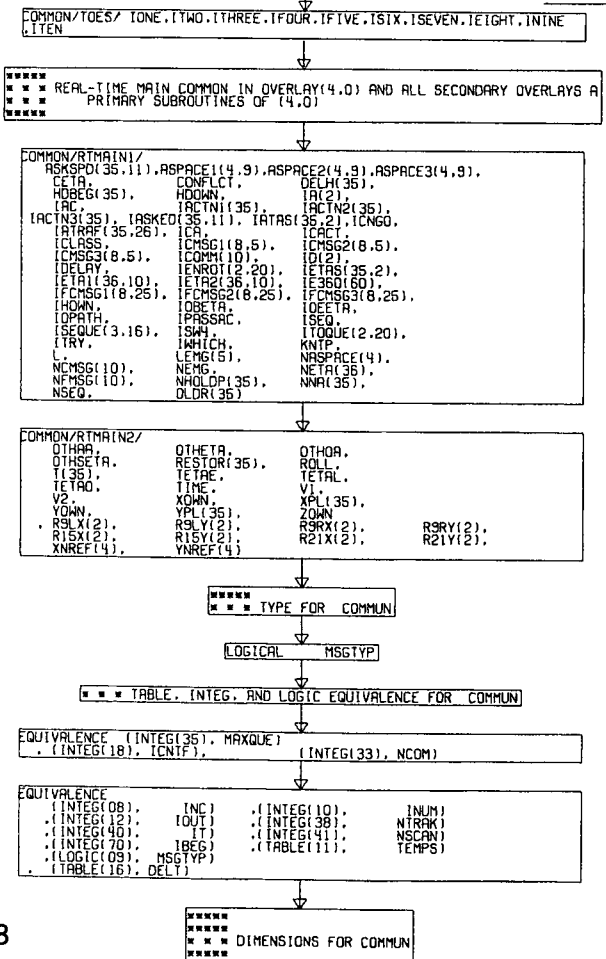 COMMON/TOES/ IONE,ITWO,ITHREE,IFOUR,IFIVE,ISIX,ISEVEN,IEIGHT,ININE
,ITEN
REAL-TIME MAIN COMMON IN OVERLAY(4,0) AND ALL SECONDARY OVERLAYS A
PRIMARY SUBROUTINES OF (4,0)
COMMON/RTMAIN1/
ASKSPD(35,11),ASPACE1(4,9),ASPACE2(4,9),ASPACE3(4,9),
CETA, CONFLCT, DELH(35),
HDBEG(35), HDOWN, IA(2),
IAC, IACTN1(35), IACTN2(35),
IACTN3(35), IASKED(35,11), IATAS(35,2),ICNGO,
IATRAF(35,26), ICA, ICACT,
ICLASS, ICMSG1(8,5), ICMSG2(8,5),
ICMSG3(8,5), ICOMM(10), ID(2),
IDELAY, IENROT(2,20), IETAS(35,2),
IETA1(36,10), IETA2(36,10), IE360(60),
IFCMSG1(8,25), IFCMSG2(8,25), IFCMSG3(8,25),
IHOWN, IOBETA, IOEETA,
IOPATH, IPASSAC, ISEQ,
ISEQUE(3,16), ISW4, ITOQUE(2,20),
ITRY, IWHICH, KNTP,
L, LEMG(5), NASPACE(4),
NCMSG(10), NEMG, NETA(36),
NFMSG(10), NHOLDP(35), NNA(35),
NSEQ, OLDR(35)
COMMON/RTMAIN2/
OTHAA, OTHETA, OTHOA,
OTHSETA, RESTOR(35), ROLL,
T(35), TETAE, TETAL,
TETAO, TIME, V1,
V2, XOWN, XPL(35),
YOWN, YPL(35), ZOWN
, R9LX(2), R9LY(2), R9RX(2), R9RY(2),
R15X(2), R15Y(2), R21X(2), R21Y(2),
XNREF(4), YNREF(4)
TYPE FOR COMMUN
LOGICAL MSGTYP
TABLE, INTEG, AND LOGIC EQUIVALENCE FOR COMMUN
EQUIVALENCE (INTEG(35), MAXQUE)
, (INTEG(18), ICNTF), (INTEG(33), NCOM)
EQUIVALENCE
(INTEG(08), INC) ,(INTEG(10), INUM)
,(INTEG(12), IOUT) ,(INTEG(38), NTRAK)
,(INTEG(40), IT) ,(INTEG(41), NSCAN)
,(INTEG(70), IBEG) ,(TABLE(11), TEMPS)
,(LOGIC(09), MSGTYP)
, (TABLE(16), DELT)
DIMENSIONS FOR COMMUN
8